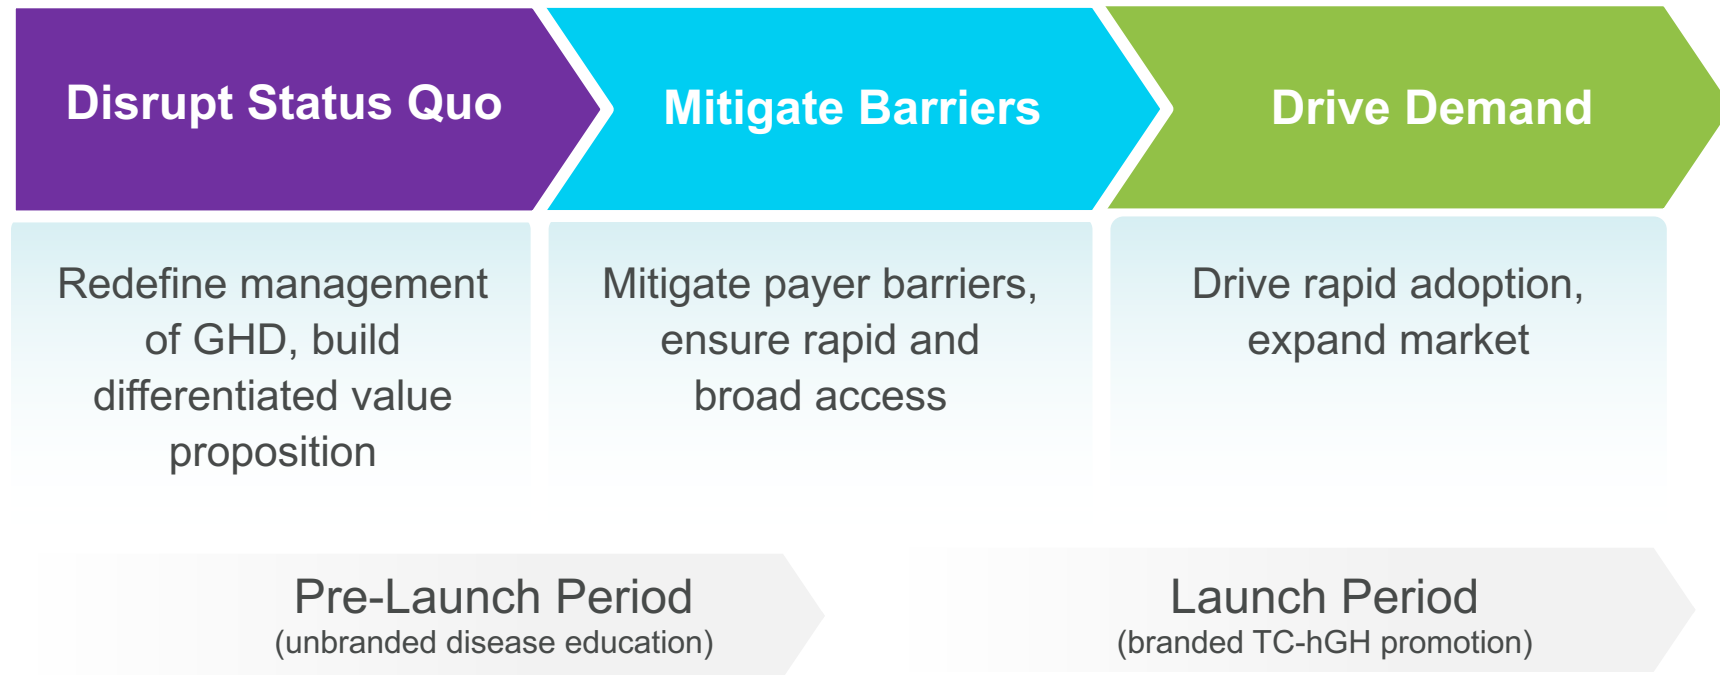 Disrupt Status Quo
Mitigate Barriers
Drive Demand
Redefine management
of GHD, build
differentiated value
proposition
Mitigate payer barriers,
ensure rapid and
broad access
Drive rapid adoption,
expand market
Pre-Launch Period
(unbranded disease education)
Launch Period
(branded TC-hGH promotion)